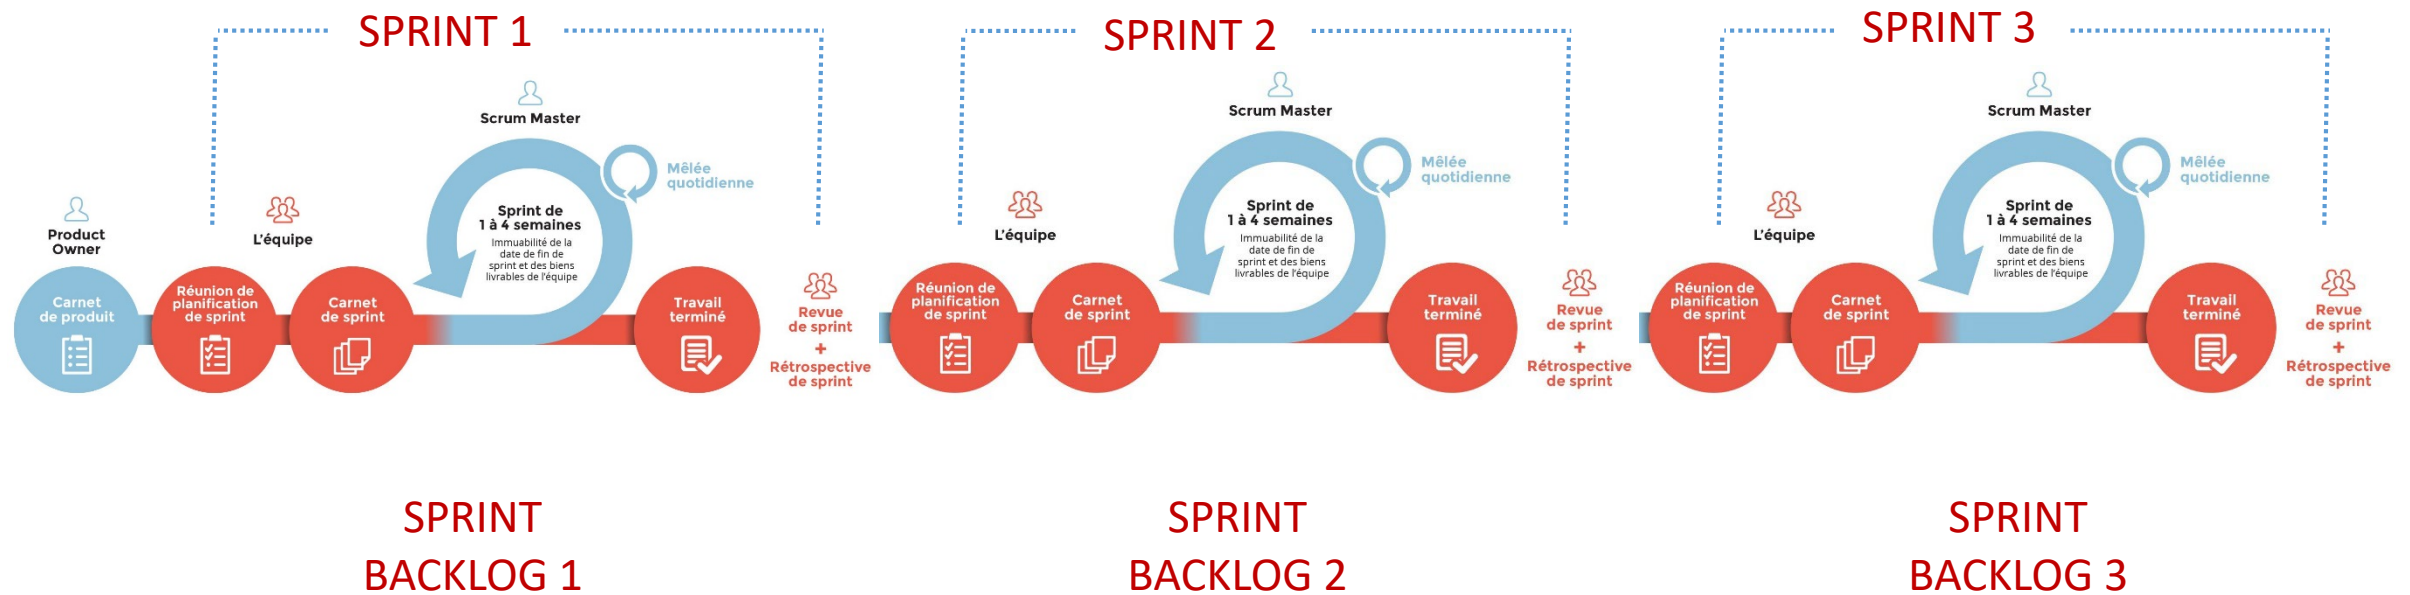 SPRINT 1
Scrum Master
Mêlée
quotidienne
Product
Owner
L'équipe
Sprint de
1 à 4 semaines
Immuabilité de la
date de fin de
sprint et des biens
livrables de l'équipe
Carnet
de produit
Réunion de
planification
de sprint
Carnet
de sprint
Travail
terminé
Revue
de sprint
+
Rétrospective
de sprint
SPRINT
BACKLOG 1
SPRINT 2
Scrum Master
Mêlée
quotidienne
L'équipe
Sprint de
1 à 4 semaines
Immuabilité de la
date de fin de
sprint et des biens
livrables de l'équipe
Réunion de
planification
de sprint
Carnet
de sprint
Travail
terminé
Revue
de sprint
+
Rétrospective
de sprint
SPRINT
BACKLOG 2
SPRINT 3
Scrum Master
Mêlée
quotidienne
L'équipe
Sprint de
1 à 4 semaines
Immuabilité de la
date de fin de
sprint et des biens
livrables de l'équipe
Réunion de
planification
de sprint
Carnet
de sprint
Travail
terminé
Revue
de sprint
+
Rétrospective
de sprint
SPRINT
BACKLOG 3